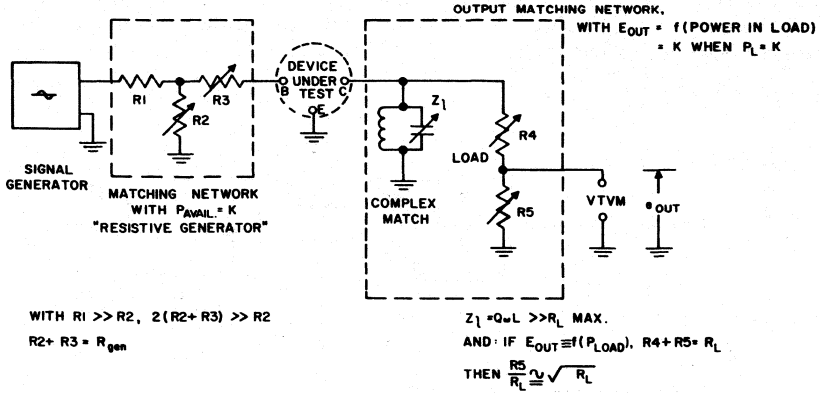 OUTPUT MATCHING NETWORK,
WITH E_OUT = f (POWER IN LOAD)
= K WHEN P_L = K
DEVICE
UNDER
TEST
B
C
E
R1
R3
R2
Z_l
R4
LOAD
R5
VTVM
e_OUT
SIGNAL
GENERATOR
MATCHING NETWORK
WITH P_AVAIL. = K
"RESISTIVE GENERATOR"
COMPLEX
MATCH
WITH R1 >> R2, 2(R2+ R3) >> R2
R2+ R3 = R_gen
Z_l = QωL >>R_L MAX.
AND: IF E_OUT ≡ f(P_LOAD), R4+R5= R_L
THEN R5/R_L ≅ √R_L